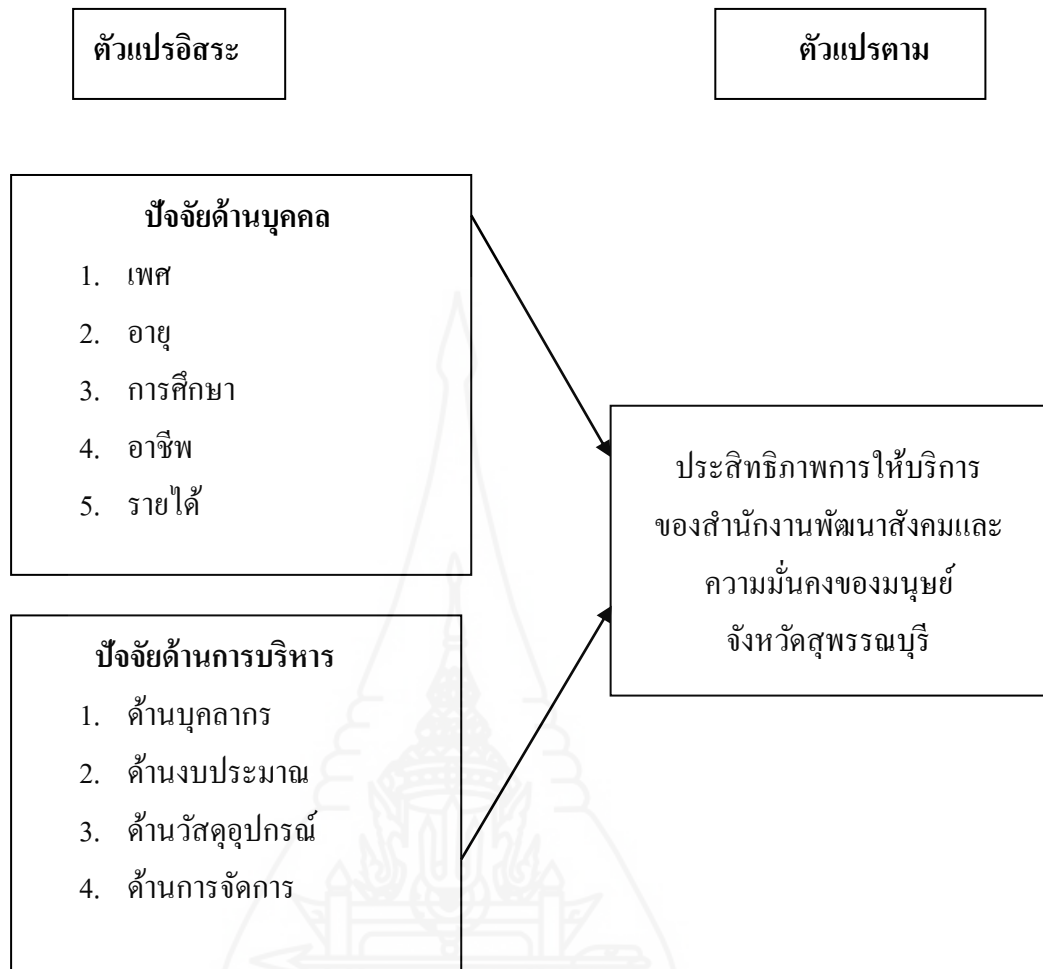 ตัวแปรอิสระ
ตัวแปรตาม
ปัจจัยด้านบุคคล
1. เพศ
2. อายุ
3. การศึกษา
4. อาชีพ
5. รายได้
ประสิทธิภาพการให้บริการ
ของสำนักงานพัฒนาสังคมและ
ความมั่นคงของมนุษย์
จังหวัดสุพรรณบุรี
ปัจจัยด้านการบริหาร
1. ด้านบุคลากร
2. ด้านงบประมาณ
3. ด้านวัสดุอุปกรณ์
4. ด้านการจัดการ